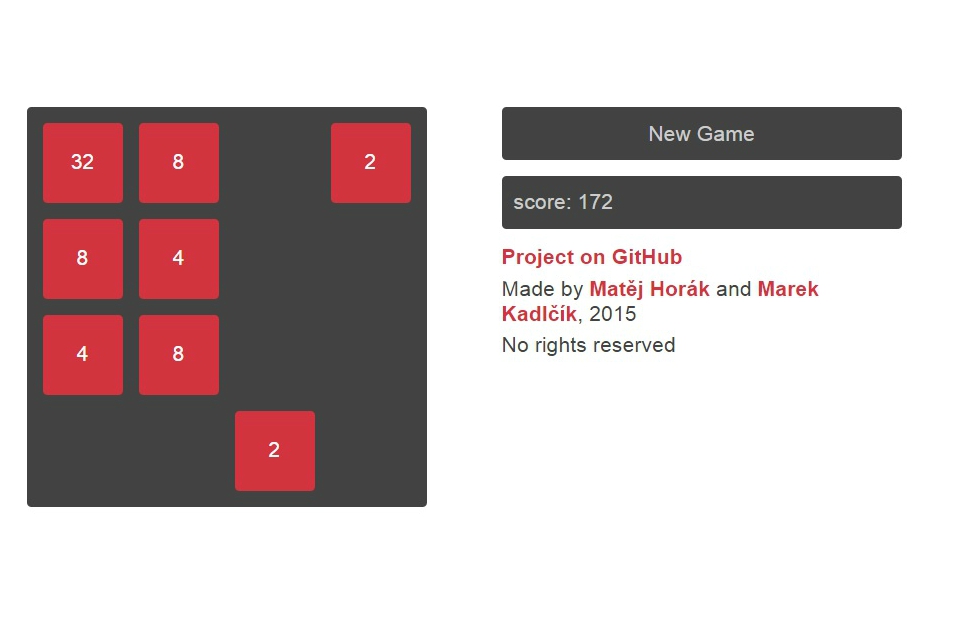 32 8 2
8 4
4 8
2
New Game
score: 172
Project on GitHub
Made by Matěj Horák and Marek
Kadlčík, 2015
No rights reserved